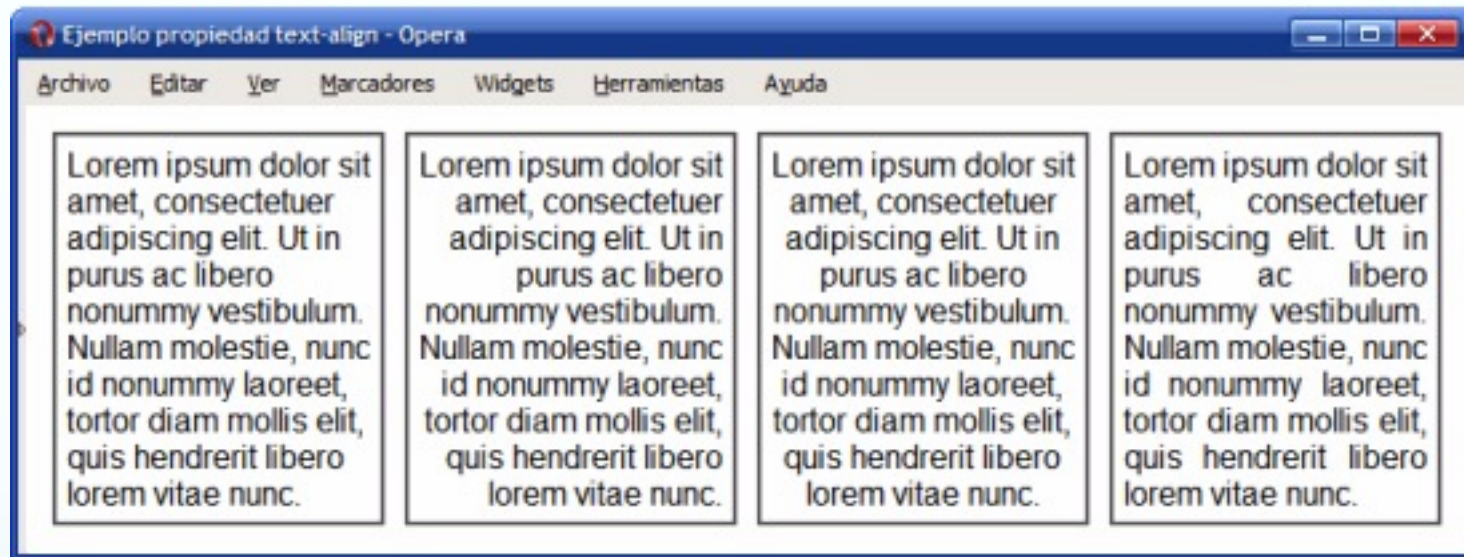 Ejemplo propiedad text-align - Opera
Archivo Editar Ver Marcadores Widgets Herramientas Ayuda
Lorem ipsum dolor sit
amet, consectetuer
adipiscing elit. Ut in
purus ac libero
nonummy vestibulum.
Nullam molestie, nunc
id nonummy laoreet,
tortor diam mollis elit,
quis hendrerit libero
lorem vitae nunc.
Lorem ipsum dolor sit
amet, consectetuer
adipiscing elit. Ut in
purus ac libero
nonummy vestibulum.
Nullam molestie, nunc
id nonummy laoreet,
tortor diam mollis elit,
quis hendrerit libero
lorem vitae nunc.
Lorem ipsum dolor sit
amet, consectetuer
adipiscing elit. Ut in
purus ac libero
nonummy vestibulum.
Nullam molestie, nunc
id nonummy laoreet,
tortor diam mollis elit,
quis hendrerit libero
lorem vitae nunc.
Lorem ipsum dolor sit
amet, consectetuer
adipiscing elit. Ut in
purus ac libero
nonummy vestibulum.
Nullam molestie, nunc
id nonummy laoreet,
tortor diam mollis elit,
quis hendrerit libero
lorem vitae nunc.